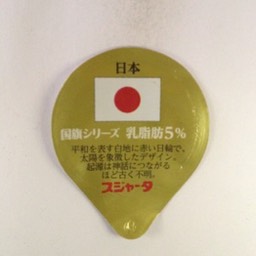 日本
国旗シリーズ 乳脂肪5%
平和を表す白地に赤い日輪で、
太陽を象徴したデザイン。
起源は神話につながる
ほど古く不明。
スジャータ